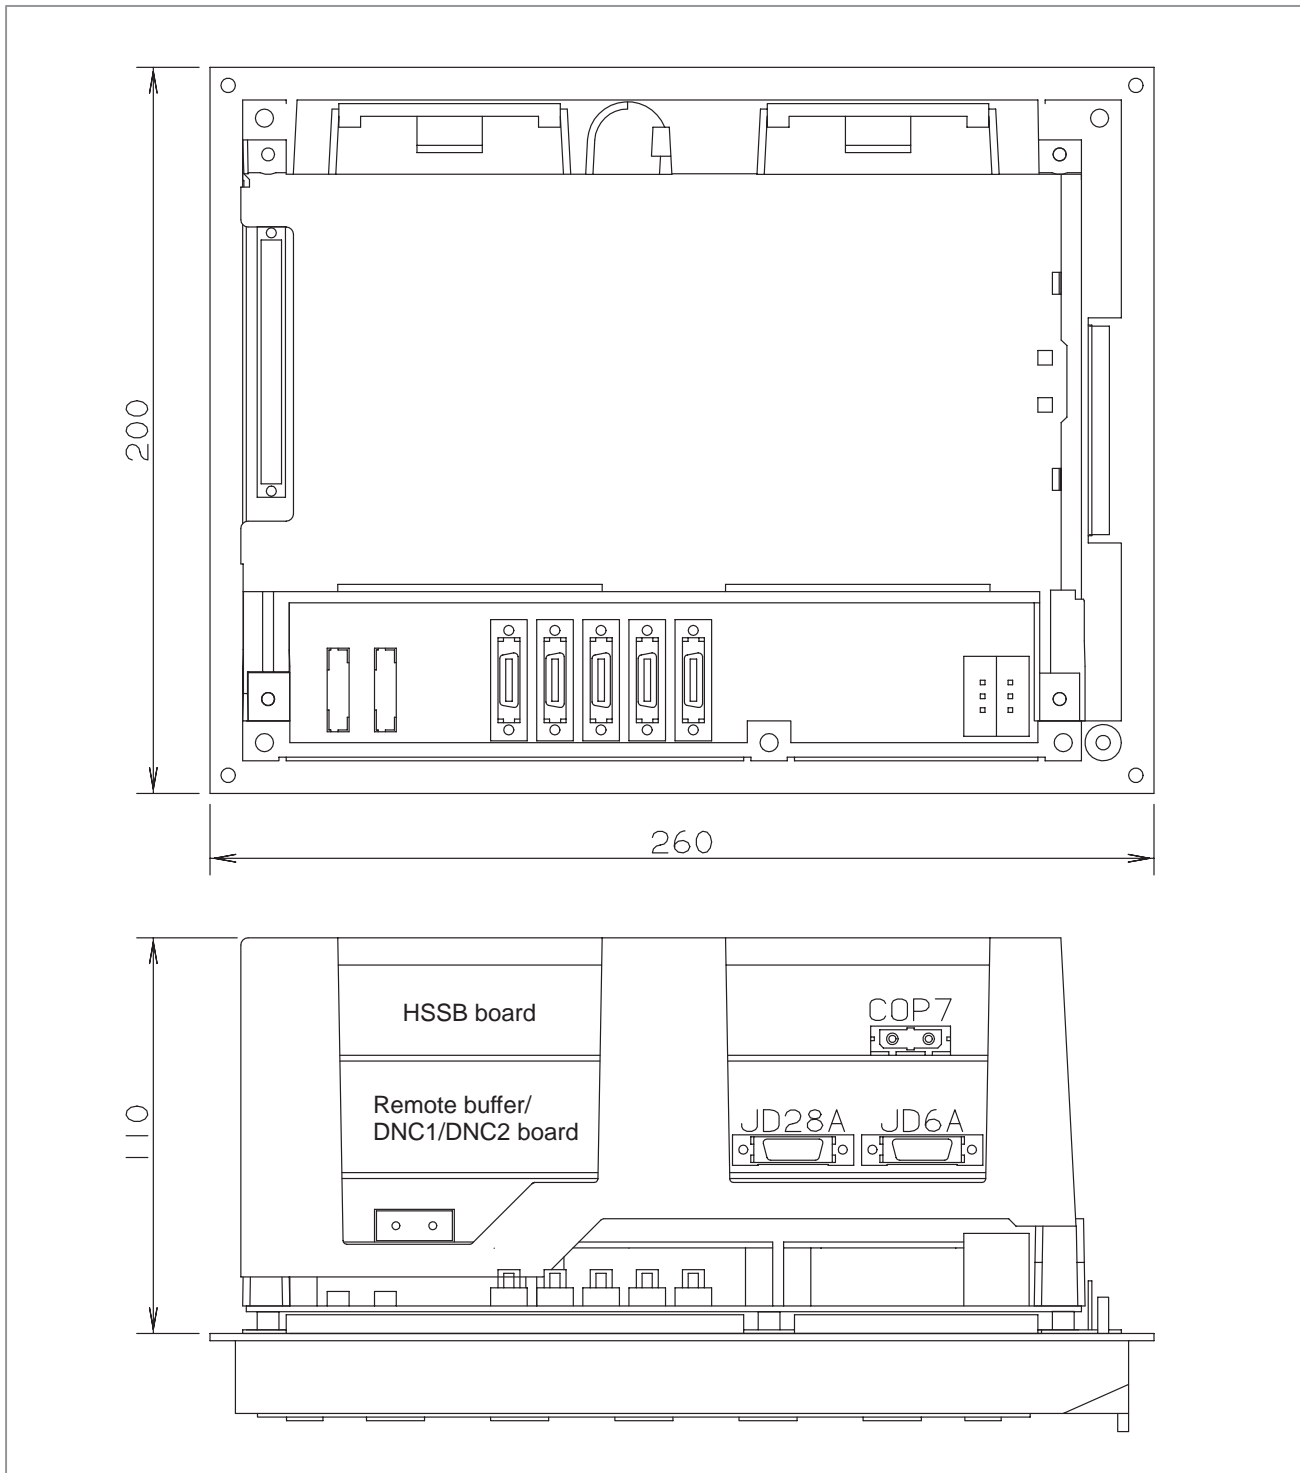 200
260
110
HSSB board
COP7
Remote buffer/
DNC1/DNC2 board
JD28A
JD6A